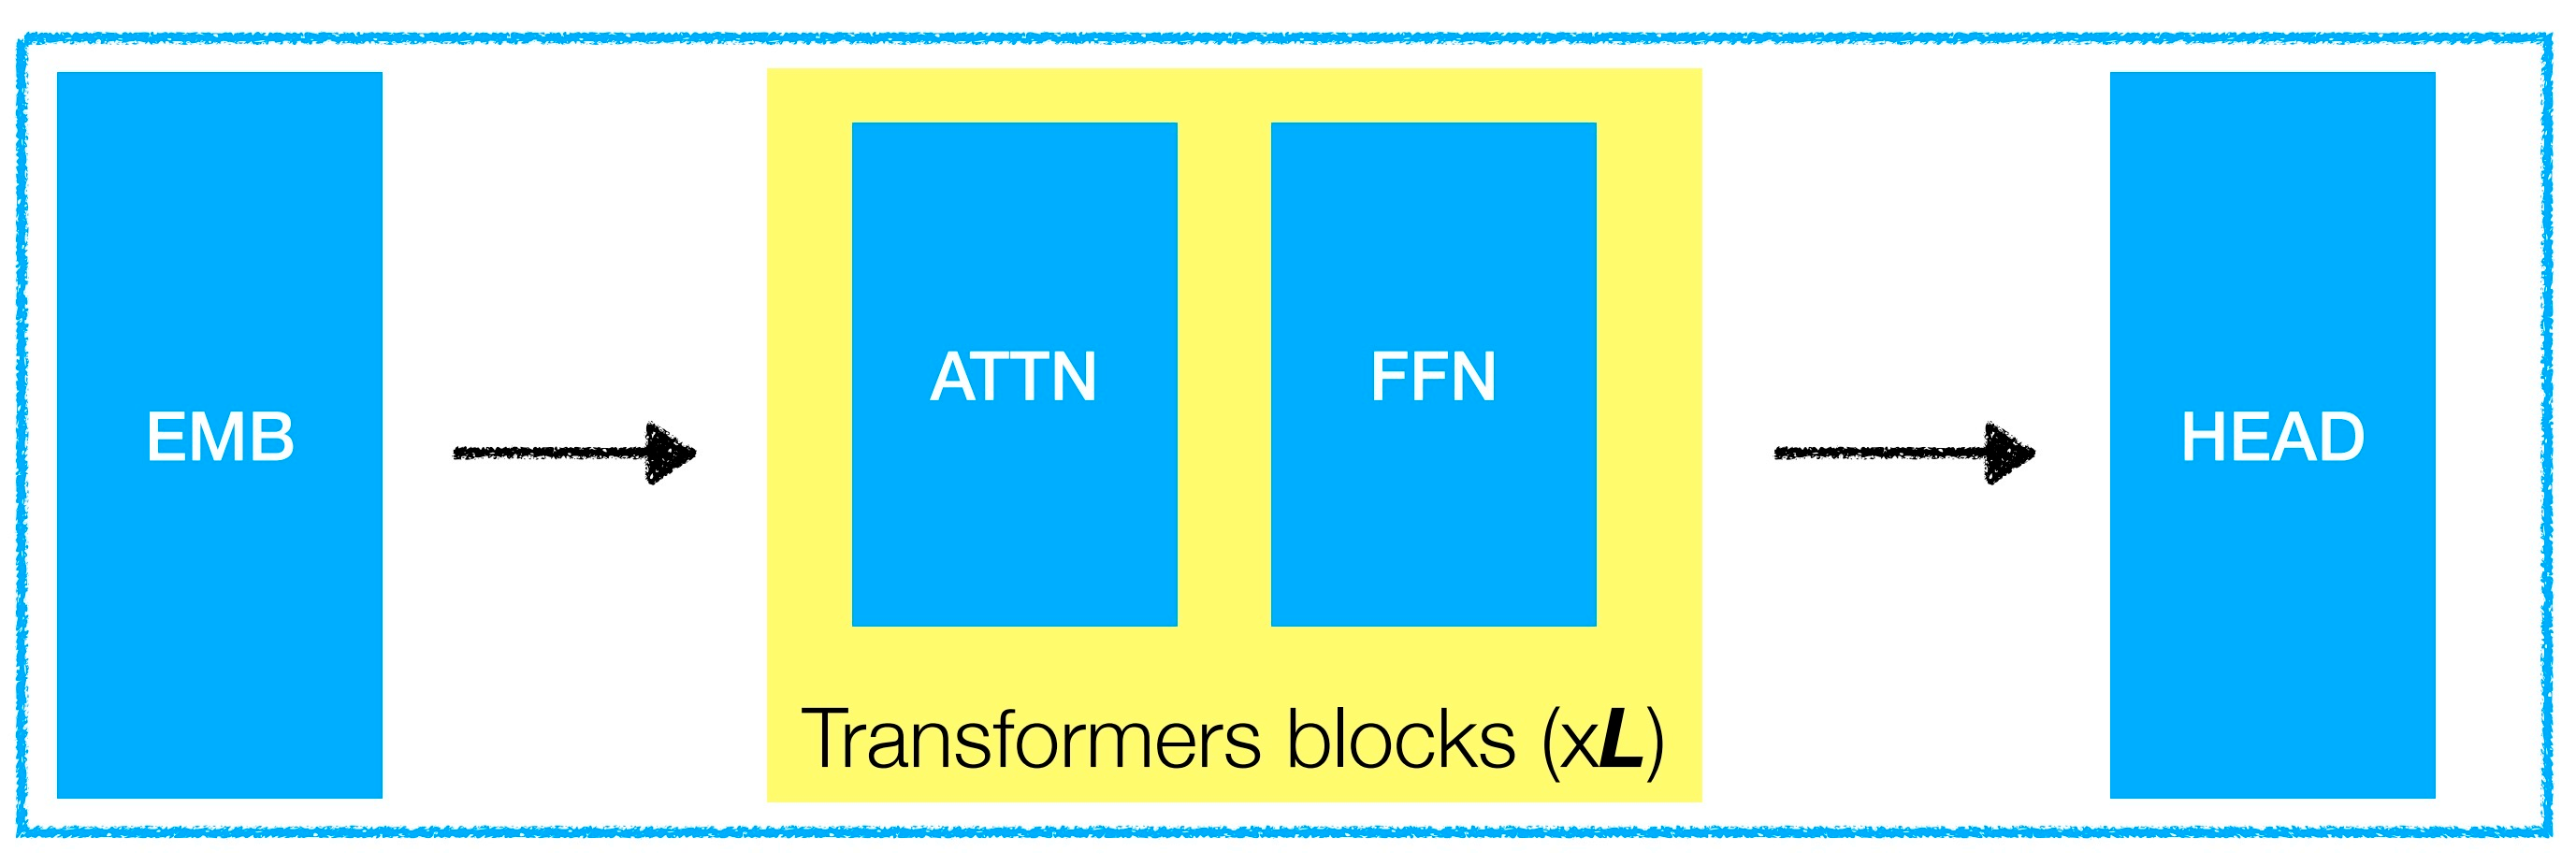 EMB
ATTN
FFN
Transformers blocks (xL)
HEAD